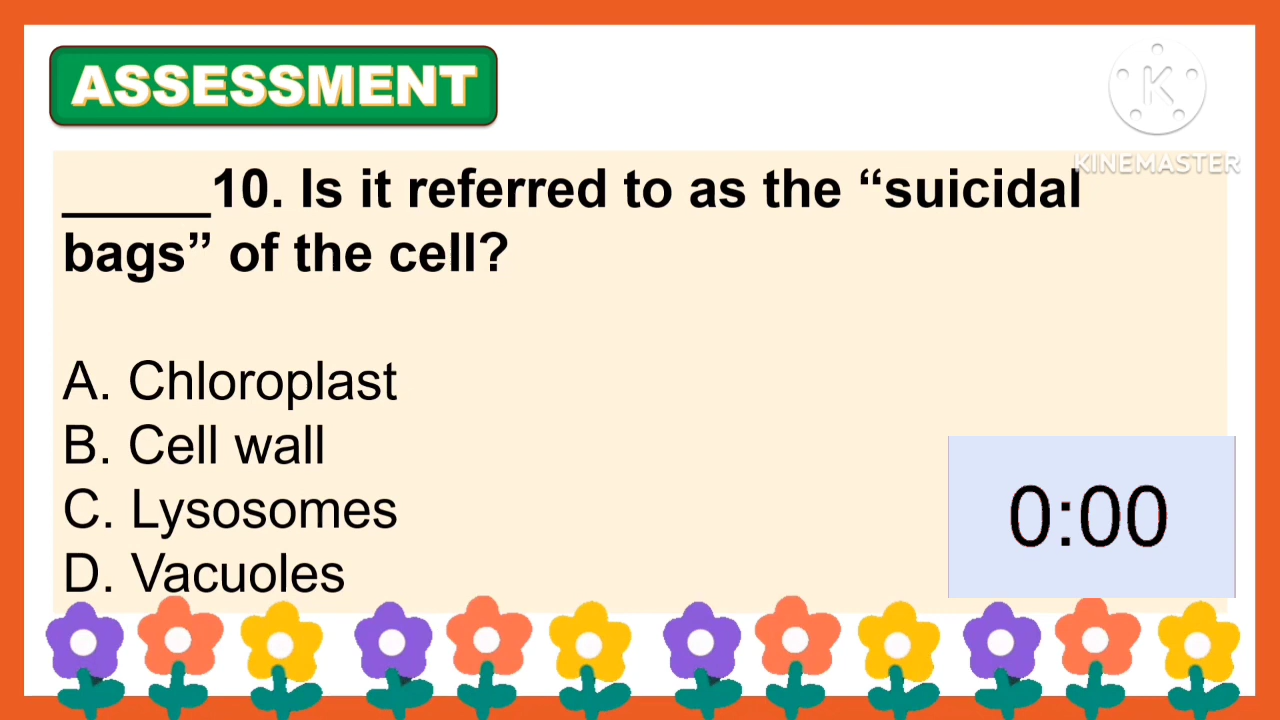 ASSESSMENT
KINEMASTER
_____10. Is it referred to as the “suicidal
bags” of the cell?
A. Chloroplast
B. Cell wall
C. Lysosomes
D. Vacuoles
0:00